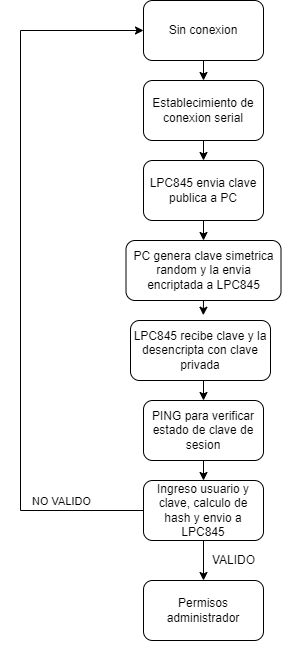 Sin conexion
Establecimiento de
conexion serial
LPC845 envia clave
publica a PC
PC genera clave simetrica
random y la envia
encriptada a LPC845
LPC845 recibe clave y la
desencripta con clave
privada
PING para verificar
estado de clave de
sesion
Ingreso usuario y
clave, calculo de
hash y envio a
LPC845
NO VALIDO
VALIDO
Permisos
administrador